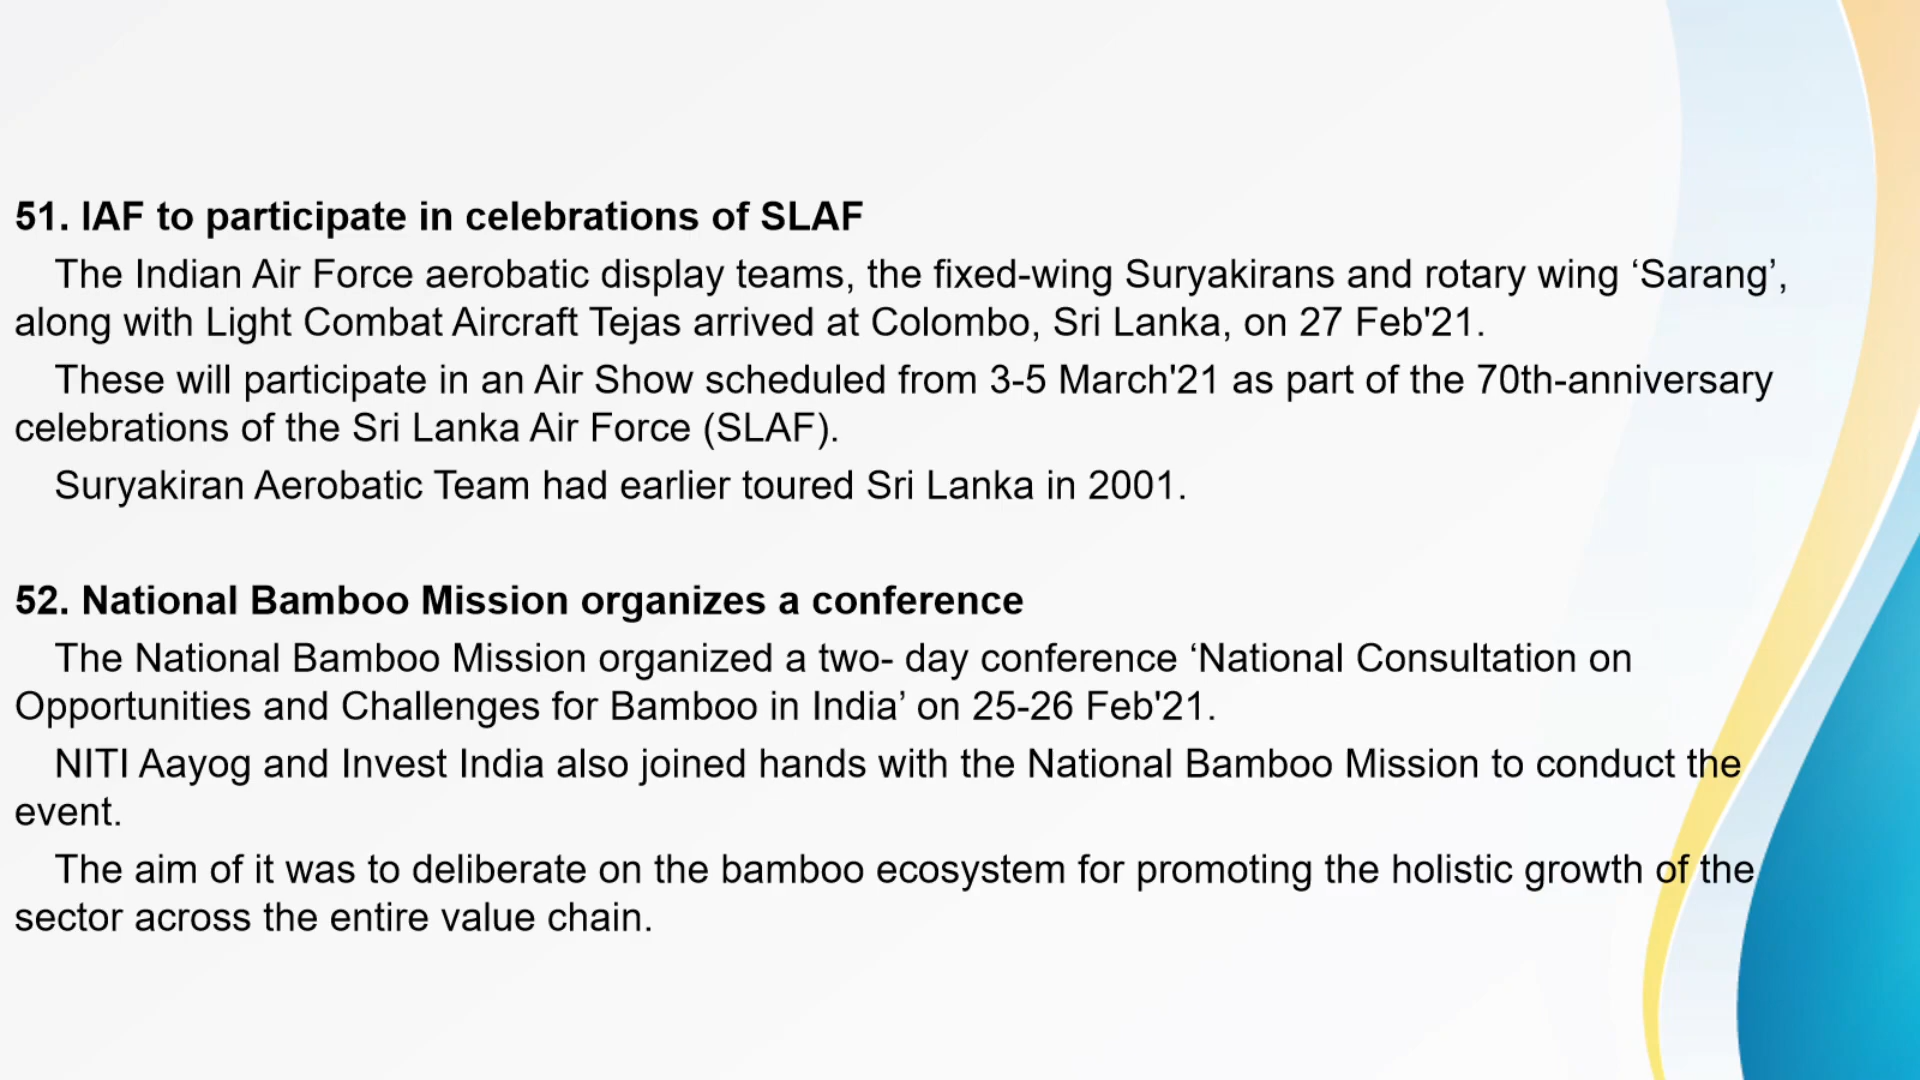 51. IAF to participate in celebrations of SLAF
The Indian Air Force aerobatic display teams, the fixed-wing Suryakirans and rotary wing ‘Sarang’,
along with Light Combat Aircraft Tejas arrived at Colombo, Sri Lanka, on 27 Feb'21.
These will participate in an Air Show scheduled from 3-5 March'21 as part of the 70th-anniversary
celebrations of the Sri Lanka Air Force (SLAF).
Suryakiran Aerobatic Team had earlier toured Sri Lanka in 2001.
52. National Bamboo Mission organizes a conference
The National Bamboo Mission organized a two- day conference ‘National Consultation on
Opportunities and Challenges for Bamboo in India’ on 25-26 Feb'21.
NITI Aayog and Invest India also joined hands with the National Bamboo Mission to conduct the
event.
The aim of it was to deliberate on the bamboo ecosystem for promoting the holistic growth of the
sector across the entire value chain.